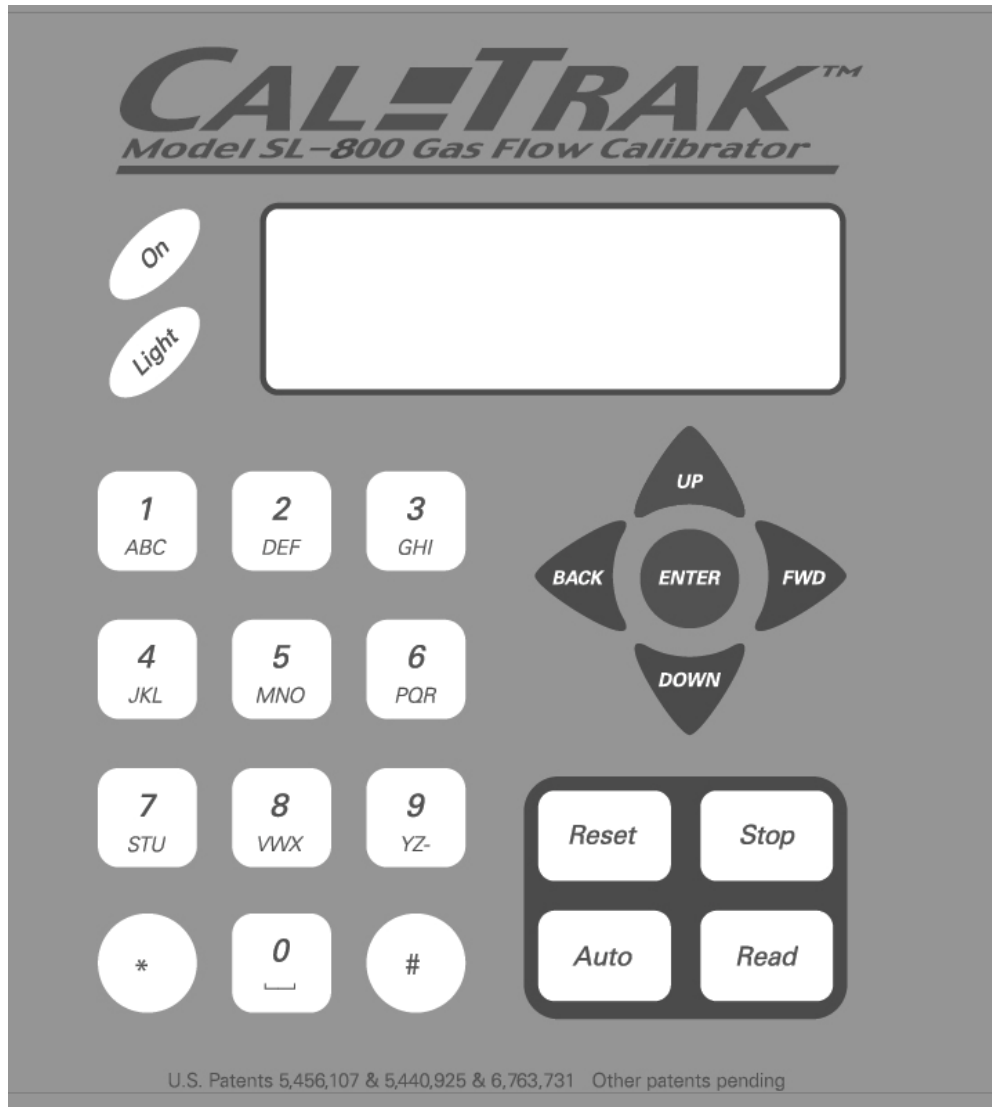 CAL=TRAK™
Model SL-800 Gas Flow Calibrator
On
Light
1
ABC
2
DEF
3
GHI
4
JKL
5
MNO
6
PQR
7
STU
8
VWX
9
YZ-
*
0
#
UP
BACK
ENTER
FWD
DOWN
Reset
Stop
Auto
Read
U.S. Patents 5,456,107 & 5,440,925 & 6,763,731 Other patents pending